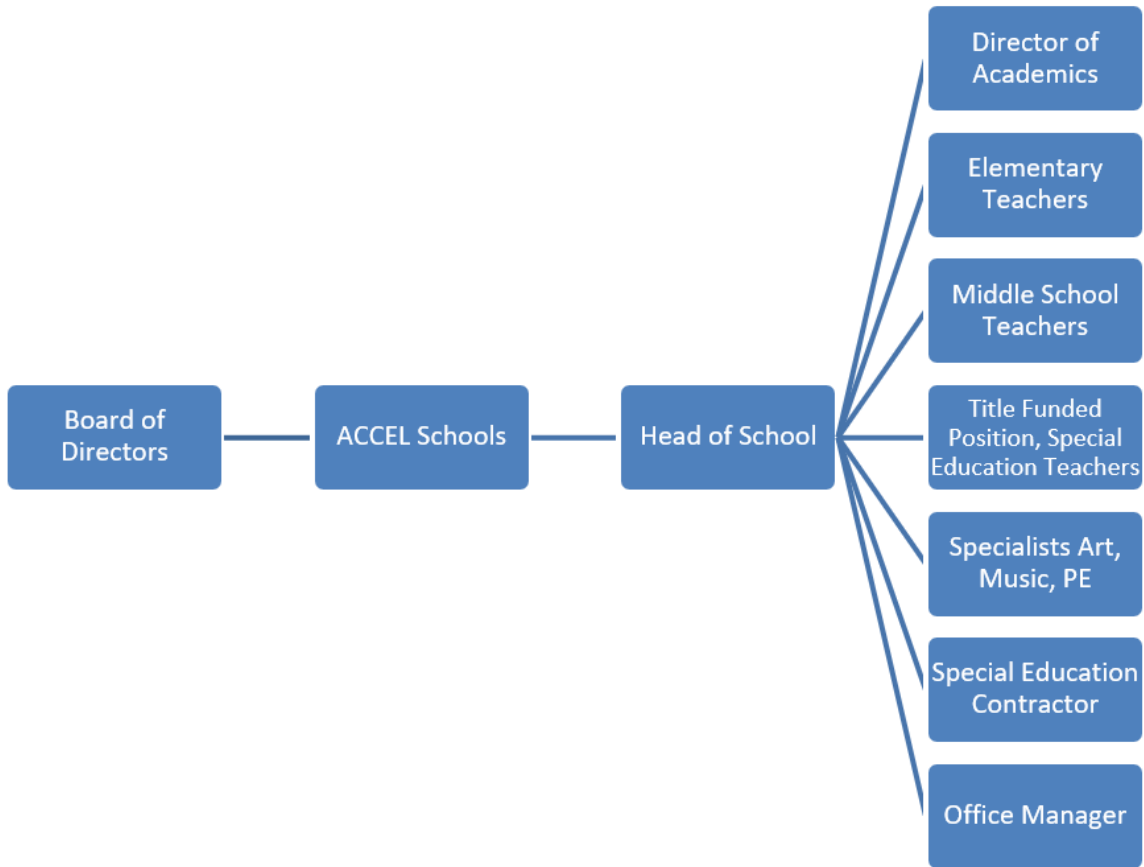 Director of
Academics
Elementary
Teachers
Middle School
Teachers
Board of
Directors
ACCEL Schools
Head of School
Title Funded
Position, Special
Education Teachers
Specialists Art,
Music, PE
Special Education
Contractor
Office Manager